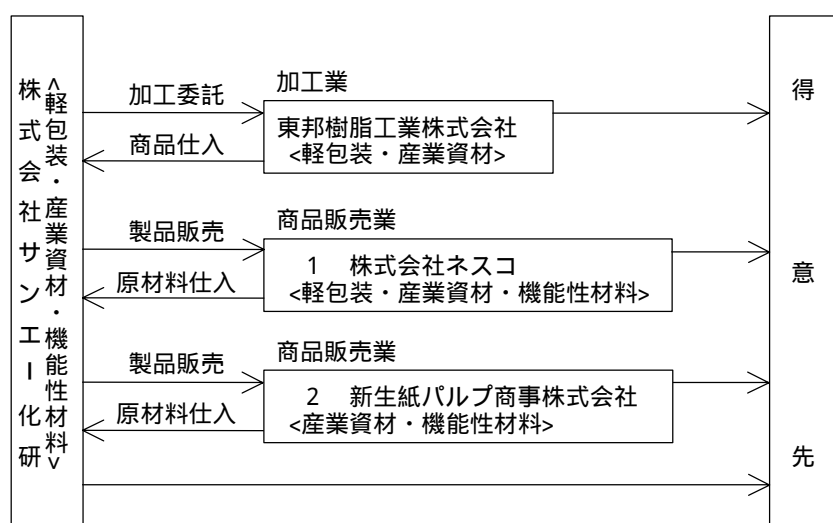 株式会社サンエー化研
<軽包装・産業資材・機能性材料>
加工業
加工委託
東邦樹脂工業株式会社
<軽包装・産業資材>
商品仕入
商品販売業
製品販売
1 株式会社ネスコ
<軽包装・産業資材・機能性材料>
原材料仕入
商品販売業
製品販売
2 新生紙パルプ商事株式会社
<産業資材・機能性材料>
原材料仕入
得意先